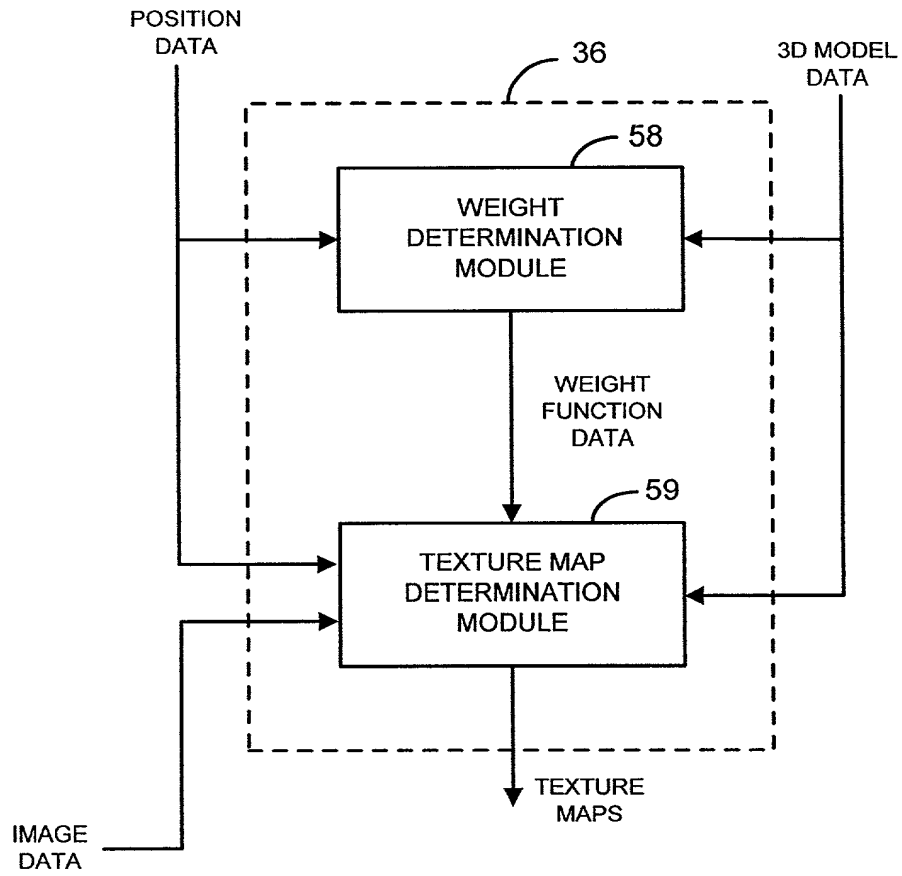 POSITION
DATA
36
3D MODEL
DATA
58
WEIGHT
DETERMINATION
MODULE
WEIGHT
FUNCTION
DATA
59
TEXTURE MAP
DETERMINATION
MODULE
TEXTURE
MAPS
IMAGE
DATA